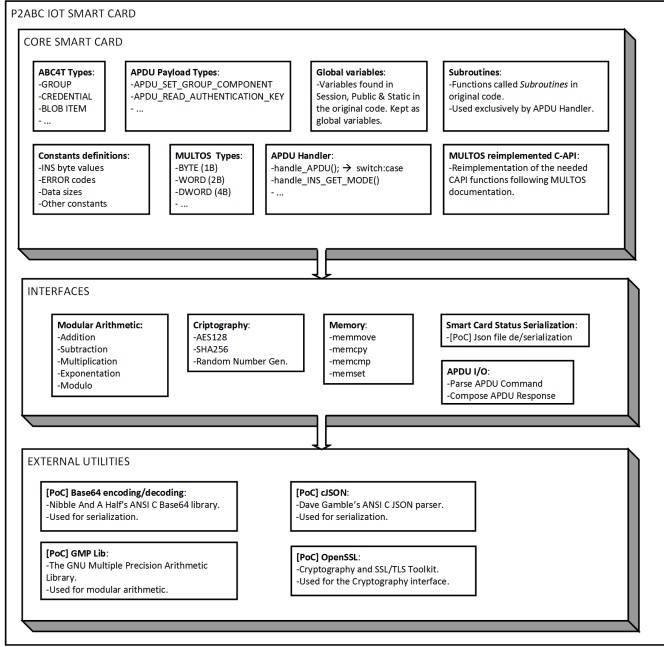 P2ABC IOT SMART CARD
CORE SMART CARD
ABC4T Types:
-GROUP
-CREDENTIAL
-BLOB ITEM
- ...
APDU Payload Types:
-APDU_SET_GROUP_COMPONENT
-APDU_READ_AUTHENTICATION_KEY
- ...
Global variables:
-Variables found in
Session, Public & Static in
the original code. Kept as
global variables.
Subroutines:
-Functions called Subroutines in
original code.
-Used exclusively by APDU Handler.
Constants definitions:
-INS byte values
-ERROR codes
-Data sizes
-Other constants
MULTOS Types:
-BYTE (1B)
-WORD (2B)
-DWORD (4B)
- ...
APDU Handler:
-handle_APDU(); → switch:case
-handle_INS_GET_MODE()
- ...
MULTOS reimplemented C-API:
-Reimplementation of the needed
CAPI functions following MULTOS
documentation.
INTERFACES
Modular Arithmetic:
-Addition
-Subtraction
-Multiplication
-Exponentation
-Modulo
Criptography:
-AES128
-SHA256
-Random Number Gen.
Memory:
-memmove
-memcpy
-memcmp
-memset
Smart Card Status Serialization:
-[PoC] Json file de/serialization
APDU I/O:
-Parse APDU Command
-Compose APDU Response
EXTERNAL UTILITIES
[PoC] Base64 encoding/decoding:
-Nibble And A Half's ANSI C Base64 library.
-Used for serialization.
[PoC] cJSON:
-Dave Gamble's ANSI C JSON parser.
-Used for serialization.
[PoC] GMP Lib:
-The GNU Multiple Precision Arithmetic
Library.
-Used for modular arithmetic.
[PoC] OpenSSL:
-Cryptography and SSL/TLS Toolkit.
-Used for the Cryptography interface.